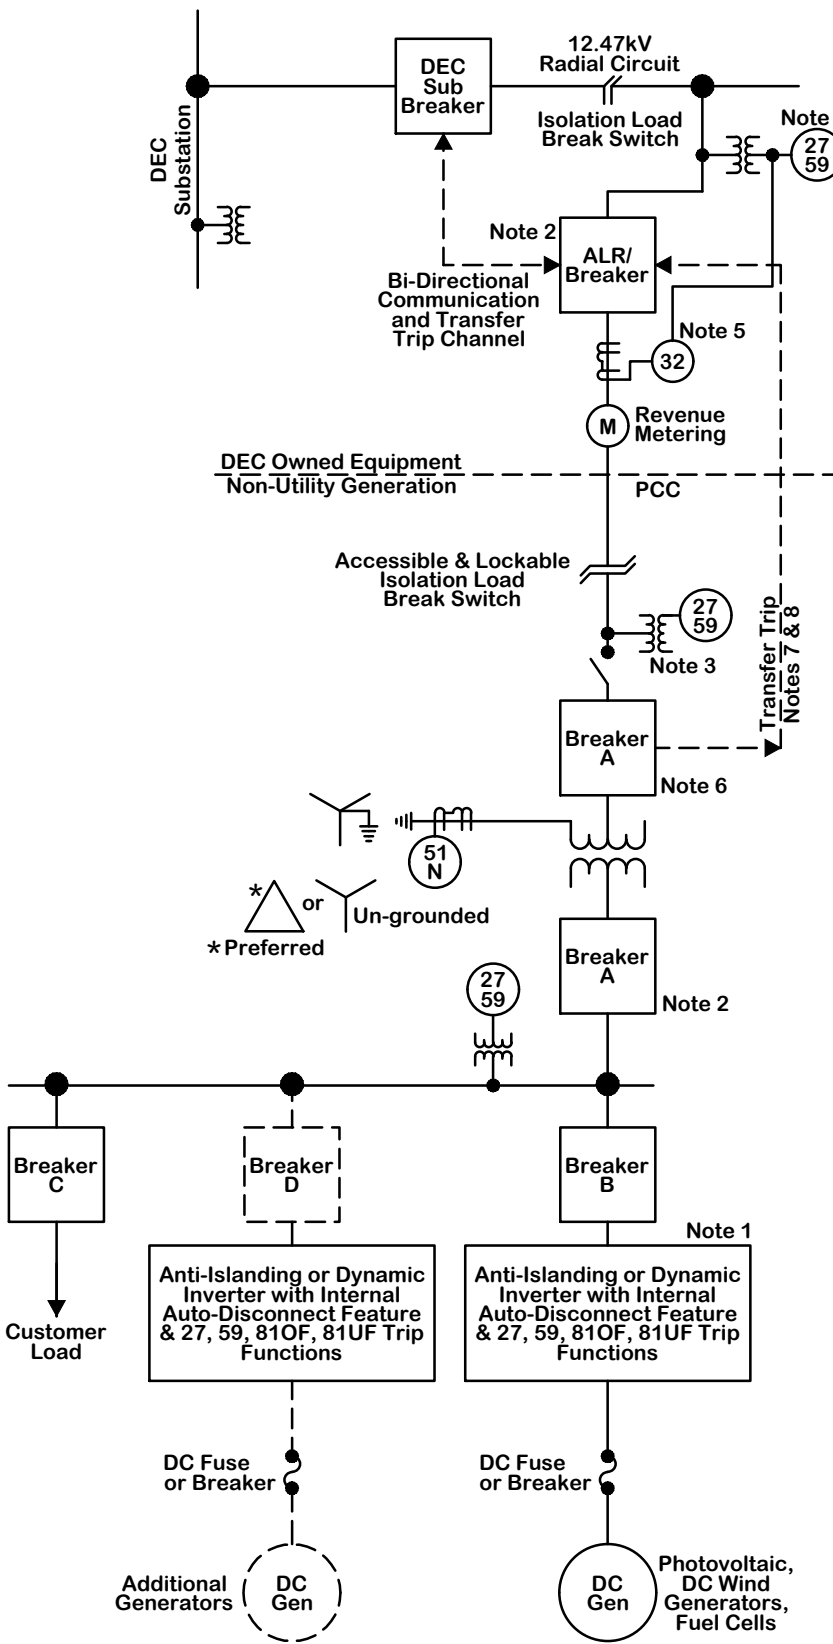 12.47kV
Radial Circuit
DEC
Sub
Breaker
Isolation Load
Break Switch
Note
27
59
DEC
Substation
Note 2
ALR/
Breaker
Bi-Directional
Communication
and Transfer
Trip Channel
Note 5
32
M
Revenue
Metering
DEC Owned Equipment
Non-Utility Generation
PCC
Accessible & Lockable
Isolation Load
Break Switch
27
59
Note 3
Transfer Trip
Notes 7 & 8
Breaker
A
Note 6
51
N
*
or
Un-grounded
*Preferred
Breaker
A
Note 2
27
59
Breaker
C
Breaker
D
Breaker
B
Note 1
Anti-Islanding or Dynamic
Inverter with Internal
Auto-Disconnect Feature
& 27, 59, 81OF, 81UF Trip
Functions
Anti-Islanding or Dynamic
Inverter with Internal
Auto-Disconnect Feature
& 27, 59, 81OF, 81UF Trip
Functions
Customer
Load
DC Fuse
or Breaker
DC Fuse
or Breaker
Additional
Generators
DC
Gen
DC
Gen
Photovoltaic,
DC Wind
Generators,
Fuel Cells